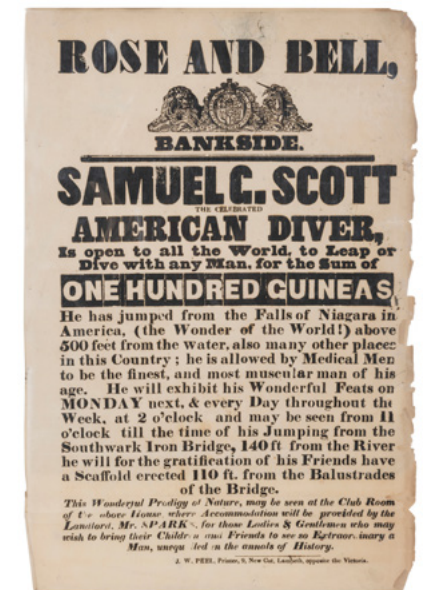 ROSE AND BELL,
BANKSIDE.
SAMUEL C. SCOTT
THE CELEBRATED
AMERICAN DIVER,
Is open to all the World, to Leap or
Dive with any Man, for the Sum of
ONE HUNDRED GUINEAS
He has jumped from the Falls of Niagara in
America, (the Wonder of the World!) above
500 feet from the water, also many other places
in this Country; he is allowed by Medical Men
to be the finest, and most muscular man of his
age. He will exhibit his Wonderful Feats on
MONDAY next, & every Day throughout the
Week, at 2 o'clock and may be seen from 11
o'clock till the time of his Jumping from the
Southwark Iron Bridge, 140 ft from the River
he will for the gratification of his Friends have
a Scaffold erected 110 ft. from the Balustrades
of the Bridge.
This Wonderful Prodigy of Nature, may be seen at the Club Room
of the above House, where Accommodation will be provided by the
Landlord, Mr. SPARKS, for those Ladies & Gentlemen who may
wish to bring their Children and Friends to see so Extraordinary a
Man, unequalled in the annals of History.
J. W. PEEL, Printer, 9, New Cut, Lambeth, opposite the Victoria.